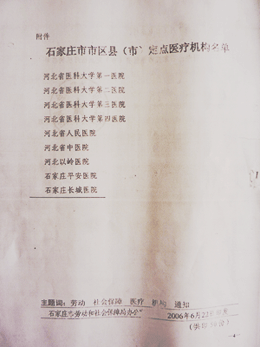 附件
石家庄市市区县（市）定点医疗机构名单
河北省医科大学第一医院
河北省医科大学第二医院
河北省医科大学第三医院
河北省医科大学第四医院
河北省人民医院
河北省中医院
河北以岭医院
石家庄平安医院
石家庄长城医院
主题词：劳动 社会保障 医疗 机构 通知
石家庄市劳动和社会保障局办公室 2006年6月21日